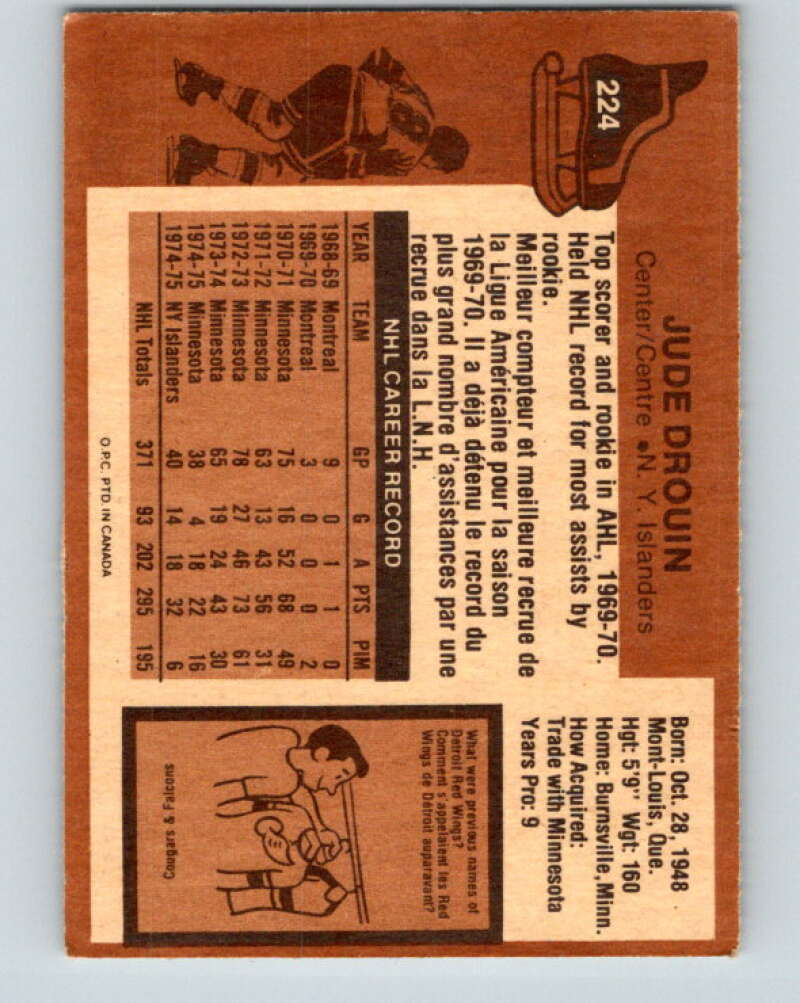 224
JUDE DROUIN
Center/Centre • N. Y. Islanders
Born: Oct. 28, 1948
Mont-Louis, Que.
Hgt: 5'9" Wgt: 160
Home: Burnsville, Minn.
How Acquired:
Trade with Minnesota
Years Pro: 9
Top scorer and rookie in AHL, 1969-70.
Held NHL record for most assists by
rookie.
Meilleur compteur et meilleure recrue de
la Ligue Américaine pour la saison
1969-70. Il a déjà détenu le record du
plus grand nombre d'assistances par une
recrue dans la L.N.H.
NHL CAREER RECORD
YEAR TEAM GP G A PTS PIM
1968-69 Montreal 9 0 1 1 0
1969-70 Montreal 3 0 0 0 2
1970-71 Minnesota 75 16 52 68 49
1971-72 Minnesota 63 13 43 56 31
1972-73 Minnesota 78 27 46 73 61
1973-74 Minnesota 65 19 24 43 30
1974-75 Minnesota 38 4 18 22 16
1974-75 NY Islanders 40 14 18 32 6
NHL Totals 371 93 202 295 195
What were previous names of
Detroit Red Wings?
Comment s'appelaient les Red
Wings de Détroit auparavant?
Cougars & Falcons
O.P.C. PTD. IN CANADA
8